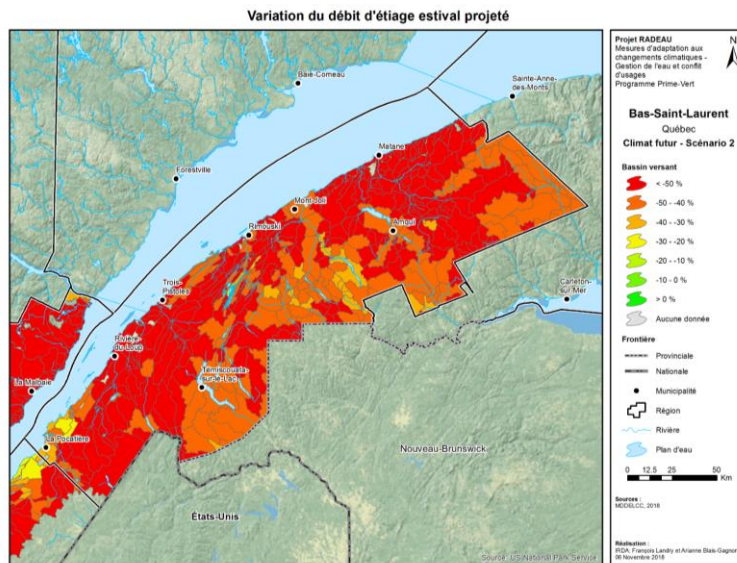 Variation du débit d'étiage estival projeté
Baie-Comeau
Sainte-Anne-
des-Monts
Matane
Forestville
Mont-Joli
Rimouski
Amqui
Trois-
Pistoles
Carleton-
sur-Mer
Rivière-
du-Loup
Témiscouata-
sur-le-Lac
La Malbaie
La Pocatière
Nouveau-Brunswick
États-Unis
Source : US National Park Service
Projet RADEAU
Mesures d'adaptation aux
changements climatiques -
Gestion de l'eau et conflit
d'usages
Programme Prime-Vert
N
Bas-Saint-Laurent
Québec
Climat futur - Scénario 2
Bassin versant
< -50 %
-50 - -40 %
-40 - -30 %
-30 - -20 %
-20 - -10 %
-10 - 0 %
> 0 %
Aucune donnée
Frontière
Provinciale
Nationale
Municipalité
Région
Rivière
Plan d'eau
0 12.5 25 50
Km
Sources :
MDDELCC, 2018
Réalisation :
IRDA: François Landry et Arianne Blais-Gagnon
06 Novembre 2018